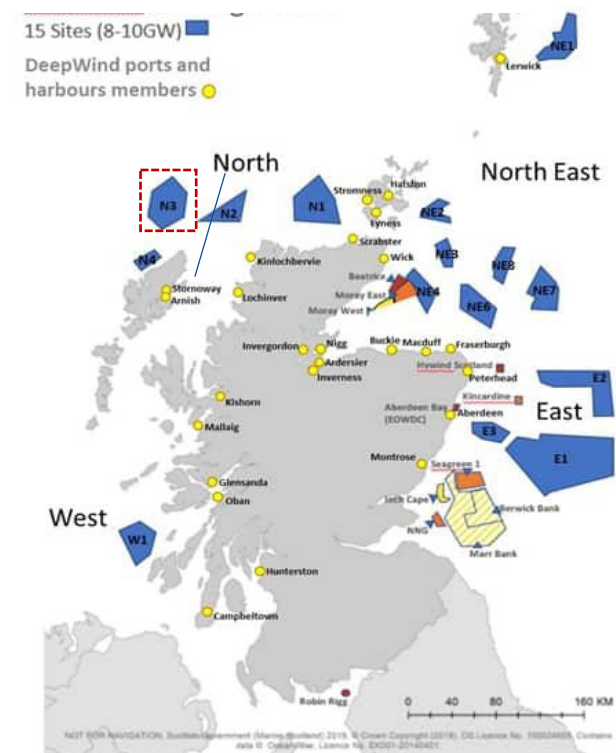 15 Sites (8-10GW)
DeepWind ports and
harbours members
NE1
Lerwick
North
North East
N3
N2
N1
Stromness
Hatston
Lyness
NE2
Scrabster
N4
Kinlochbervie
Wick
NE3
NE8
Stornoway
Arnish
Lochinver
Beatrice
Moray East
NE4
Moray West
NE6
NE7
Invergordon
Nigg
Buckie
Macduff
Fraserburgh
Ardersier
Inverness
Hywind Scotland
Peterhead
E2
Kishorn
Kincardine
Aberdeen Bay
(EOWDC)
Aberdeen
East
Mallaig
E3
Montrose
Seagreen 1
E1
Glensanda
Oban
Inch Cape
Berwick Bank
West
NNG
W1
Marr Bank
Hunterston
Campbeltown
Robin Rigg
0 40 80 160 KM